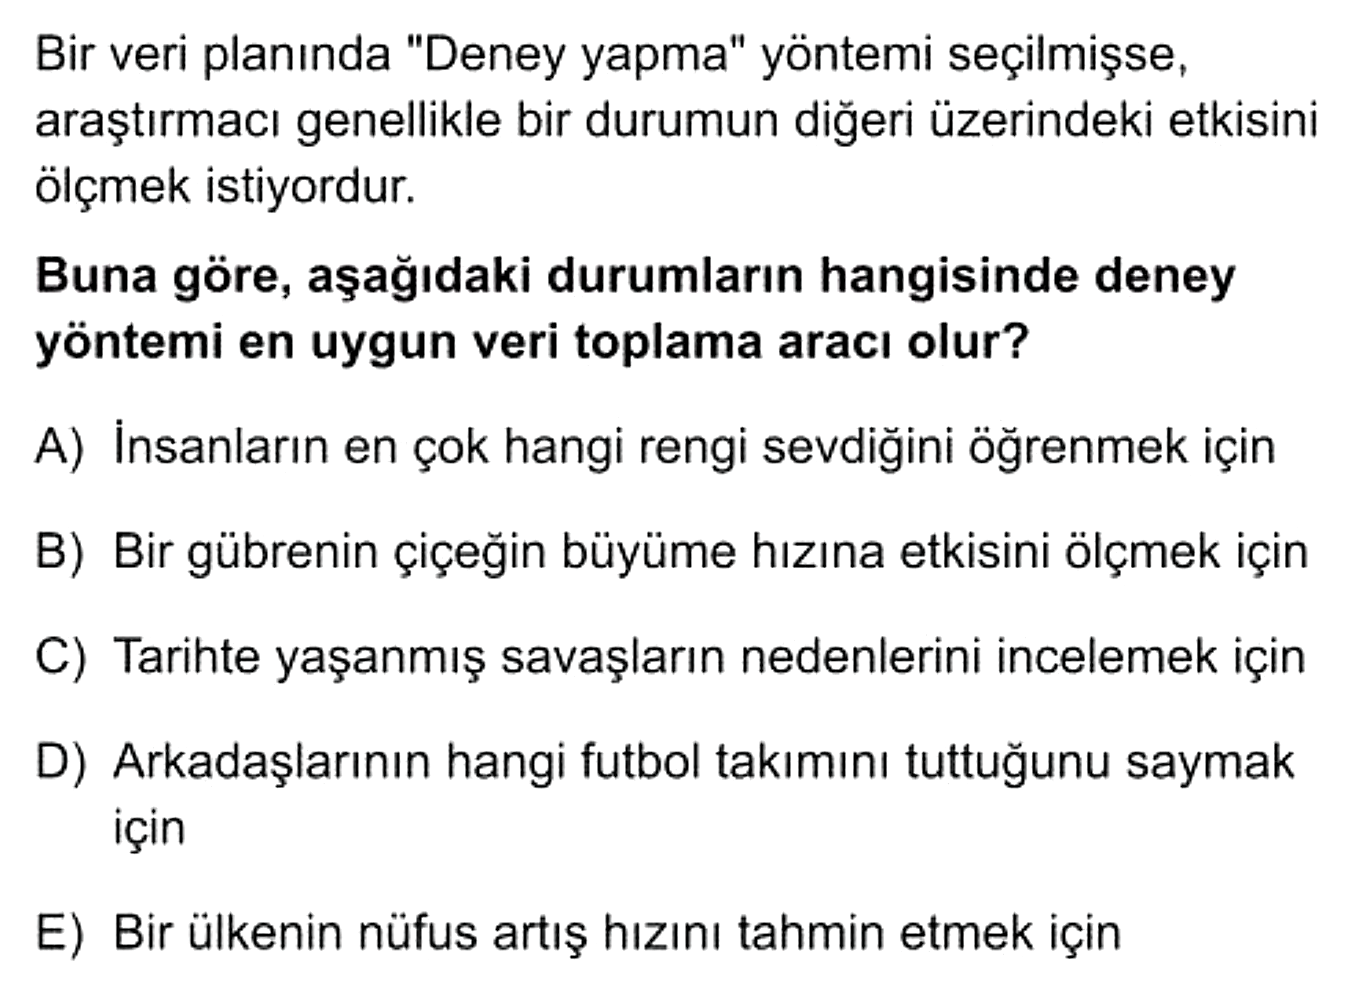 Bir veri planında "Deney yapma" yöntemi seçilmişse,
araştırmacı genellikle bir durumun diğeri üzerindeki etkisini
ölçmek istiyordur.
Buna göre, aşağıdaki durumların hangisinde deney
yöntemi en uygun veri toplama aracı olur?
A) İnsanların en çok hangi rengi sevdiğini öğrenmek için
B) Bir gübrenin çiçeğin büyüme hızına etkisini ölçmek için
C) Tarihte yaşanmış savaşların nedenlerini incelemek için
D) Arkadaşlarının hangi futbol takımını tuttuğunu saymak
için
E) Bir ülkenin nüfus artış hızını tahmin etmek için